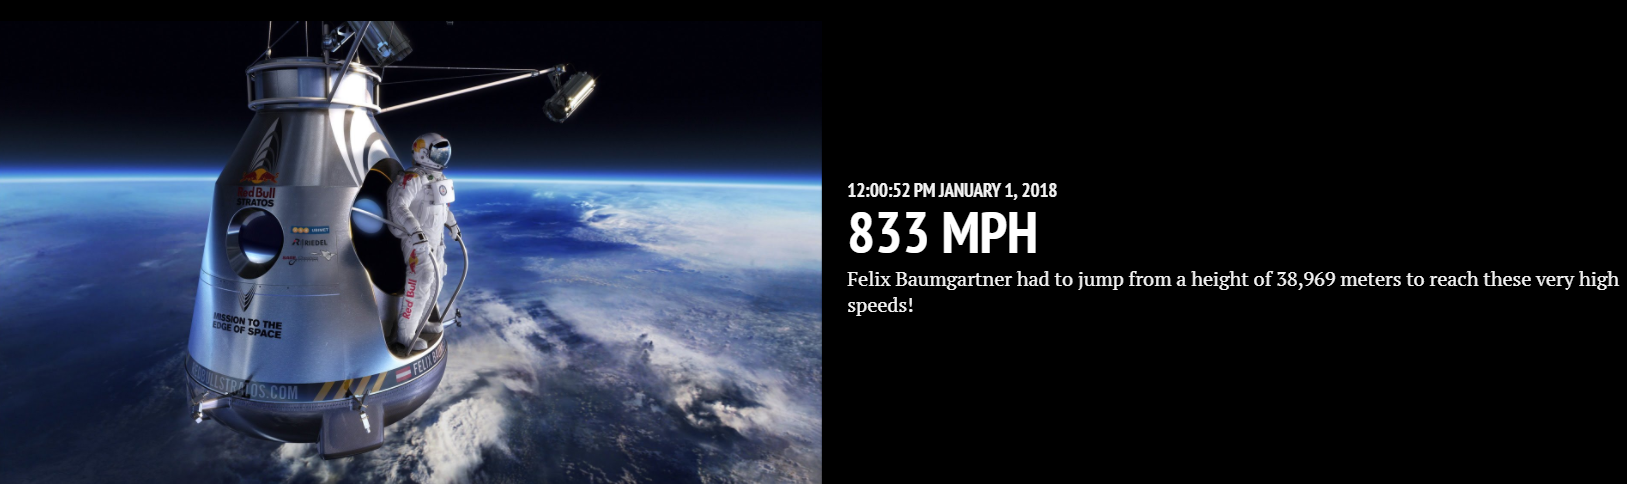 Red Bull
STRATOS
RIEDEL
MISSION TO THE
EDGE OF SPACE
Red Bull
REDBULLSTRATOS.COM
FELIX
12:00:52 PM JANUARY 1, 2018
833 MPH
Felix Baumgartner had to jump from a height of 38,969 meters to reach these very high
speeds!